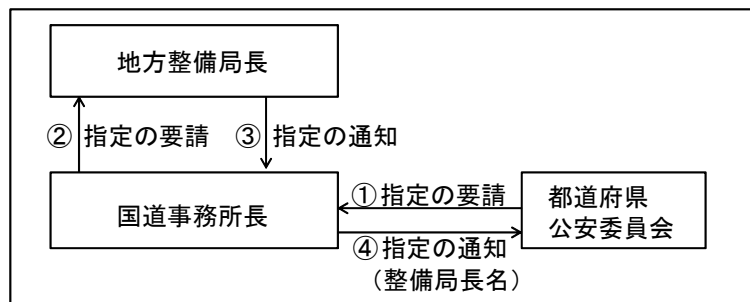 地方整備局長
② 指定の要請
③ 指定の通知
国道事務所長
①指定の要請
都道府県
公安委員会
④指定の通知
（整備局長名）